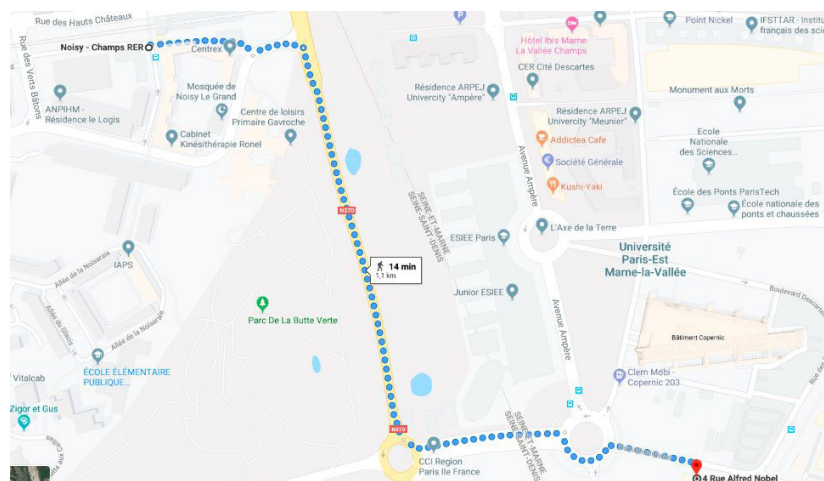 Rue des Hauts Châteaux
Noisy - Champs RER
Centrex
Rue des Verts Bâtons
Mosquée de
Noisy Le Grand
ANPIHM -
Résidence le Logis
Centre de loisirs
Primaire Gavroche
Cabinet
Kinésithérapie Ronel
Hôtel Ibis Marne
La Vallée Champs
Point Nickel
IFSTTAR - Institut
français des scie
CER Cité Descartes
Résidence ARPEJ
Univercity "Ampère"
Monument aux Morts
Résidence ARPEJ
Univercity "Meunier"
Addictea Cafe
Ecole
Nationale
des Sciences...
Société Générale
Kushi-Yaki
Avenue Ampère
École des Ponts ParisTech
École nationale des
ponts et chaussées
N370
SEINE-ET-MARNE
SEINE-SAINT-DENIS
L'Axe de la Terre
ESIEE Paris
Université
Paris-Est
Marne-la-Vallée
14 min
1,1 km
IAPS
Allée de la Noiseraie
Allée du Glauis
Allée de la Noiseraie
Parc De La Butte Verte
Junior ESIEE
Boulevard Descartes
Avenue Ampère
Bâtiment Copernic
ÉCOLE ÉLÉMENTAIRE
PUBLIQUE...
Vitalcab
Clem Mobi -
Copernic 203
Zigor et Gus
N370
SEINE-ET-MARNE
SEINE-SAINT-DENIS
CCI Region
Paris Ile France
4 Rue Alfred Nobel